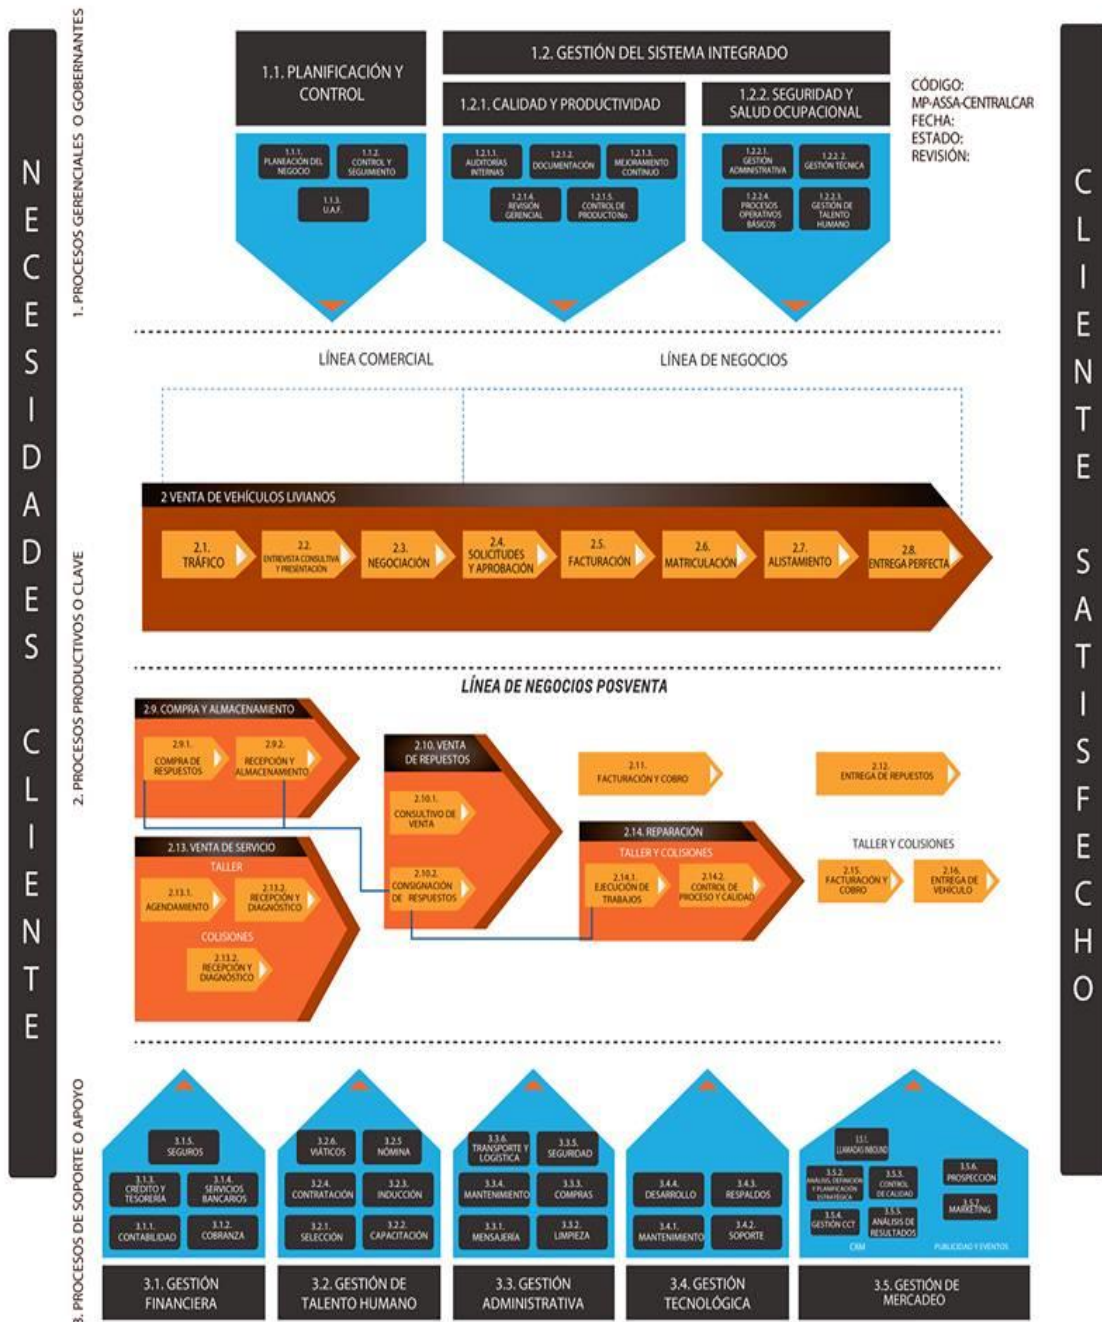 NECESIDADES CLIENTE
CLIENTE SATISFECHO
1. PROCESOS GERENCIALES O GOBERNANTES
1.1. PLANIFICACIÓN Y
CONTROL
1.1.1.
PLANEACIÓN DEL
NEGOCIO
1.1.2.
CONTROL Y
SEGUIMIENTO
1.1.3.
U.A.F.
1.2. GESTIÓN DEL SISTEMA INTEGRADO
1.2.1. CALIDAD Y PRODUCTIVIDAD
1.2.1.1.
AUDITORÍAS
INTERNAS
1.2.1.2.
DOCUMENTACIÓN
1.2.1.3.
MEJORAMIENTO
CONTINUO
1.2.1.4.
REVISIÓN
GERENCIAL
1.2.1.5.
CONTROL DE
PRODUCTO No
1.2.2. SEGURIDAD Y
SALUD OCUPACIONAL
1.2.2.1.
GESTIÓN
ADMINISTRATIVA
1.2.2. 2.
GESTIÓN TÉCNICA
1.2.2.4.
PROCESOS
OPERATIVOS
BÁSICOS
1.2.2.3.
GESTIÓN DE
TALENTO
HUMANO
CÓDIGO:
MP-ASSA-CENTRALCAR
FECHA:
ESTADO:
REVISIÓN:
2. PROCESOS PRODUCTIVOS O CLAVE
LÍNEA COMERCIAL
LÍNEA DE NEGOCIOS
2 VENTA DE VEHÍCULOS LIVIANOS
2.1.
TRÁFICO
2.2.
ENTREVISTA CONSULTIVA
Y PRESENTACIÓN
2.3.
NEGOCIACIÓN
2.4.
SOLICITUDES
Y APROBACIÓN
2.5.
FACTURACIÓN
2.6.
MATRICULACIÓN
2.7.
ALISTAMIENTO
2.8.
ENTREGA PERFECTA
LÍNEA DE NEGOCIOS POSVENTA
2.9. COMPRA Y ALMACENAMIENTO
2.9.1.
COMPRA DE
RESPUESTOS
2.9.2.
RECEPCIÓN Y
ALMACENAMIENTO
2.10. VENTA
DE REPUESTOS
2.10.1.
CONSULTIVO DE
VENTA
2.10.2.
CONSIGNACIÓN
DE RESPUESTOS
2.11.
FACTURACIÓN Y COBRO
2.12.
ENTREGA DE REPUESTOS
2.13. VENTA DE SERVICIO
TALLER
2.13.1.
AGENDAMIENTO
2.13.2.
RECEPCIÓN Y
DIAGNÓSTICO
COLISIONES
2.13.2.
RECEPCIÓN Y
DIAGNÓSTICO
2.14. REPARACIÓN
TALLER Y COLISIONES
2.14.1.
EJECUCIÓN DE
TRABAJOS
2.14.2.
CONTROL DE
PROCESO Y CALIDAD
TALLER Y COLISIONES
2.15.
FACTURACIÓN Y
COBRO
2.16.
ENTREGA DE
VEHÍCULO
3. PROCESOS DE SOPORTE O APOYO
3.1.5.
SEGUROS
3.1.3.
CRÉDITO Y
TESORERÍA
3.1.4.
SERVICIOS
BANCARIOS
3.1.1.
CONTABILIDAD
3.1.2.
COBRANZA
3.1. GESTIÓN
FINANCIERA
3.2.6.
VIÁTICOS
3.2.5
NÓMINA
3.2.4.
CONTRATACIÓN
3.2.3.
INDUCCIÓN
3.2.1.
SELECCIÓN
3.2.2.
CAPACITACIÓN
3.2. GESTIÓN DE
TALENTO HUMANO
3.3.6.
TRANSPORTE Y
LOGÍSTICA
3.3.5.
SEGURIDAD
3.3.4.
MANTENIMIENTO
3.3.3.
COMPRAS
3.3.1.
MENSAJERÍA
3.3.2.
LIMPIEZA
3.3. GESTIÓN
ADMINISTRATIVA
4.4.4.
DESARROLLO
3.4.3.
RESPALDOS
3.4.1.
MANTENIMIENTO
3.4.2.
SOPORTE
3.4. GESTIÓN
TECNOLÓGICA
3.5.1.
LLAMADAS INBOUND
3.5.2.
ANÁLISIS, DEFINICIÓN
Y PLANIFICACIÓN
ESTRATÉGICA
3.5.3.
CONTROL
DE CALIDAD
3.5.4.
GESTIÓN CCT
3.5.5.
ANÁLISIS DE
RESULTADOS
CRM
3.5.6.
PROSPECCIÓN
3.5.7
MARKETING
PUBLICIDAD Y EVENTOS
3.5. GESTIÓN DE
MERCADEO